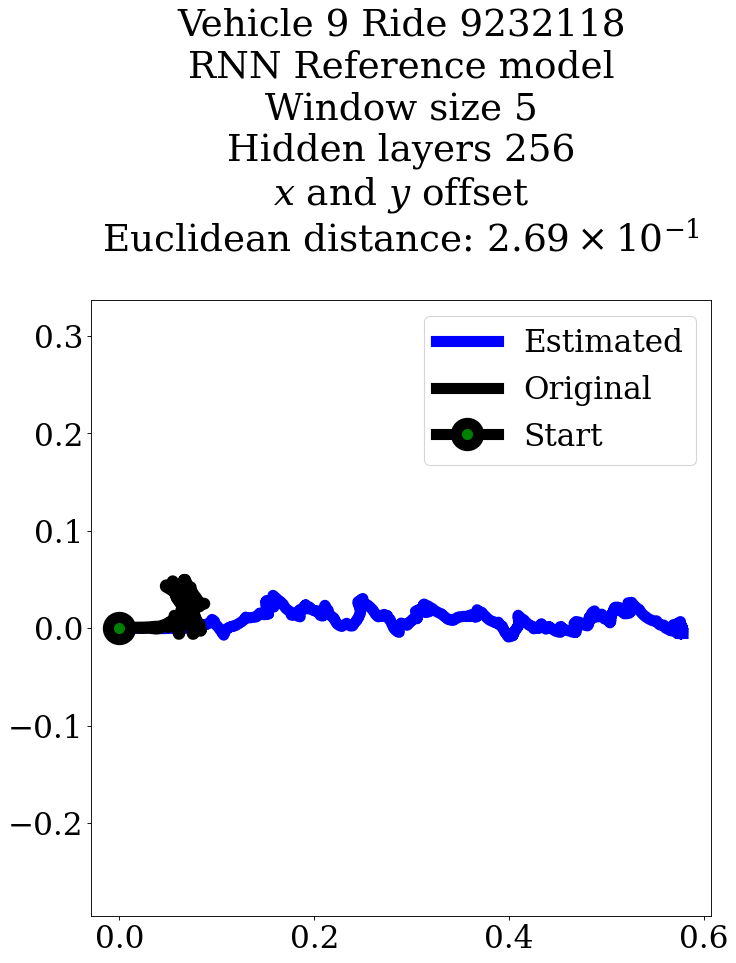 Vehicle 9 Ride 9232118
RNN Reference model
Window size 5
Hidden layers 256
x and y offset
Euclidean distance: 2.69 × 10⁻¹
Estimated
Original
Start
0.3
0.2
0.1
0.0
−0.1
−0.2
0.0 0.2 0.4 0.6